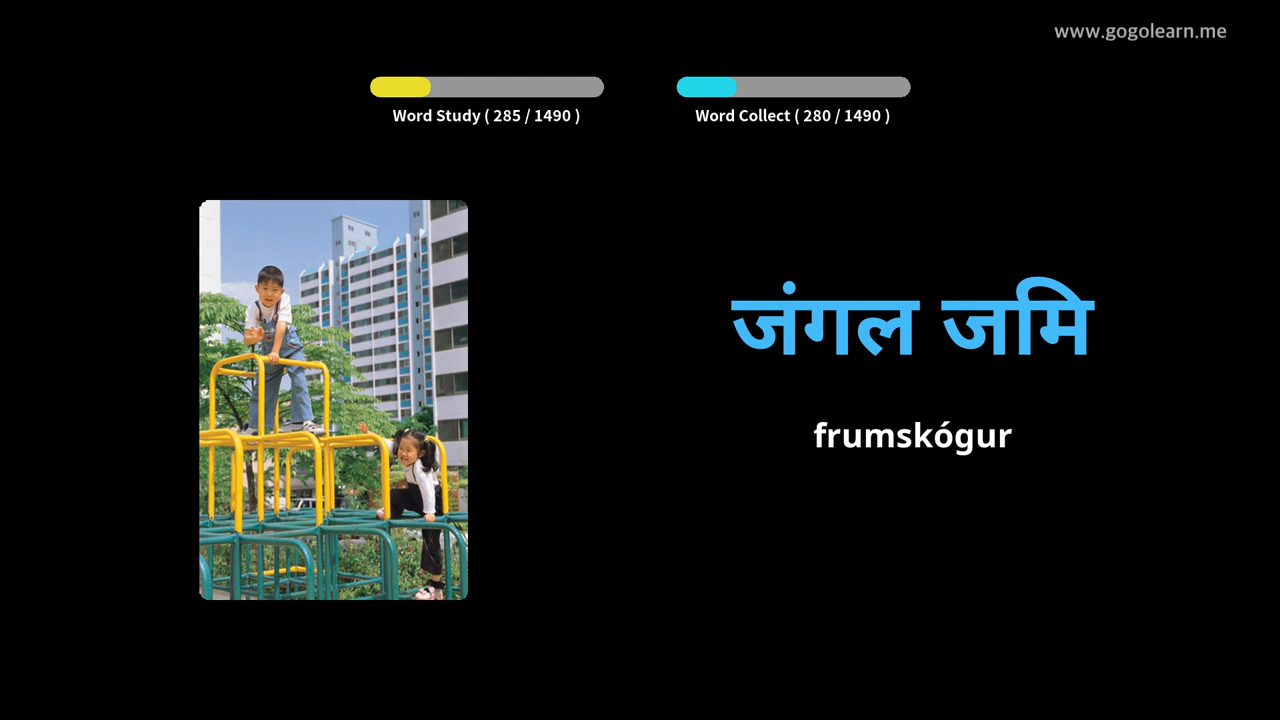 www.gogolearn.me
Word Study ( 285 / 1490 )
Word Collect ( 280 / 1490 )
जंगल जमि
frumskógur